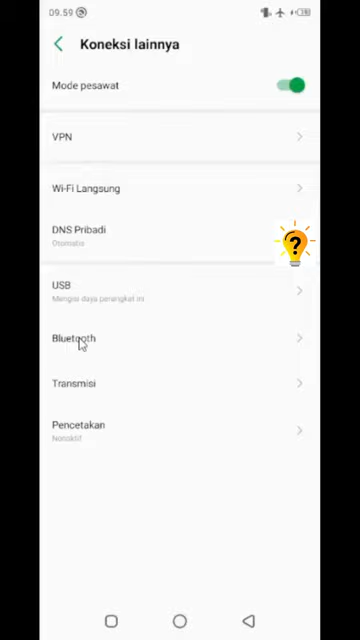 09.59
Koneksi lainnya
Mode pesawat
VPN
Wi-Fi Langsung
DNS Pribadi
Otomatis
?
USB
Mengisi daya perangkat ini
Bluetooth
Transmisi
Pencetakan
Nonaktif